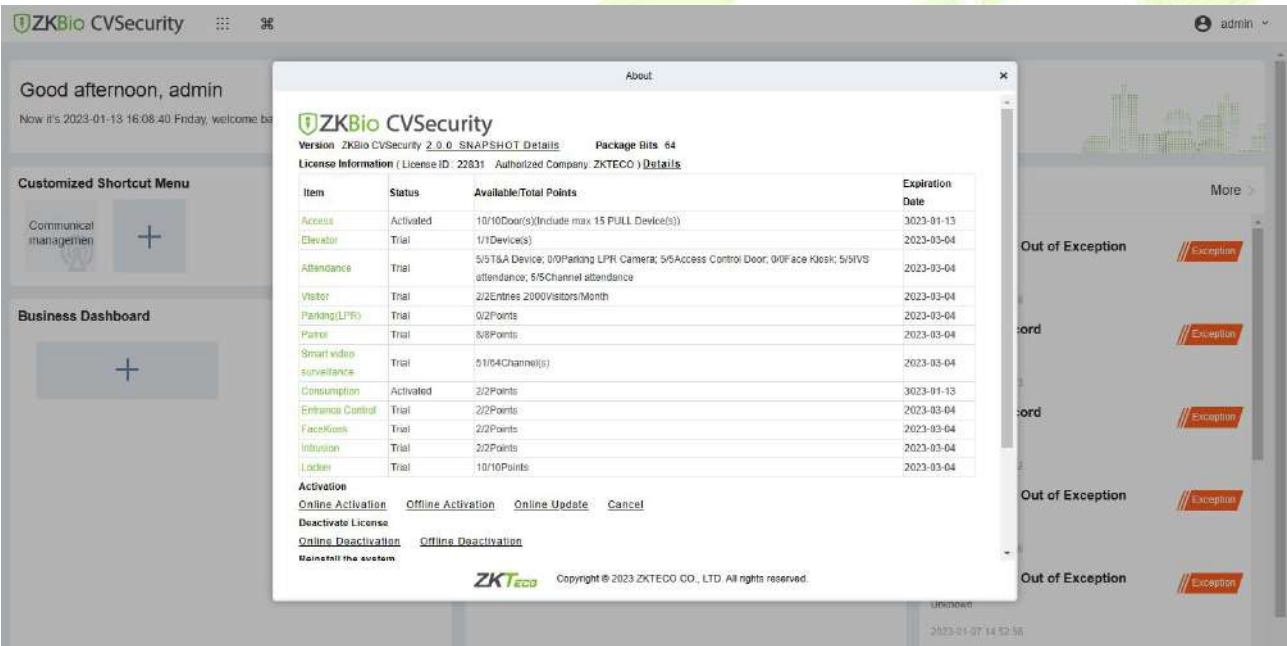 ZKBio CVSecurity
admin
Good afternoon, admin
Now it's 2023-01-13 16:08:40 Friday, welcome ba
Customized Shortcut Menu
Communicat
managemen
Business Dashboard
About
ZKBio CVSecurity
Version ZKBio CVSecurity 2.0.0_SNAPSHOT Details Package Bits 64
License Information ( License ID : 22831 Authorized Company: ZKTECO ) Details
Item Status Available/Total Points Expiration Date
Access Activated 10/10Door(s)(Include max 15 PULL Device(s)) 3023-01-13
Elevator Trial 1/1Device(s) 2023-03-04
Attendance Trial 5/5T&A Device; 0/0Parking LPR Camera; 5/5Access Control Door; 0/0Face Kiosk; 5/5IVS
attendance; 5/5Channel attendance 2023-03-04
Visitor Trial 2/2Entries 2000Visitors/Month 2023-03-04
Parking(LPR) Trial 0/2Points 2023-03-04
Patrol Trial 8/8Points 2023-03-04
Smart video
surveillance Trial 51/64Channel(s) 2023-03-04
Consumption Activated 2/2Points 3023-01-13
Entrance Control Trial 2/2Points 2023-03-04
FaceKiosk Trial 2/2Points 2023-03-04
Intrusion Trial 2/2Points 2023-03-04
Locker Trial 10/10Points 2023-03-04
Activation
Online Activation Offline Activation Online Update Cancel
Deactivate License
Online Deactivation Offline Deactivation
Reinstall the system
ZKTeco Copyright © 2023 ZKTECO CO., LTD. All rights reserved.
More
Out of Exception
Exception
ord
Exception
ord
Exception
Out of Exception
Exception
Out of Exception
Exception
Unknown
2023-01-07 14:52:56